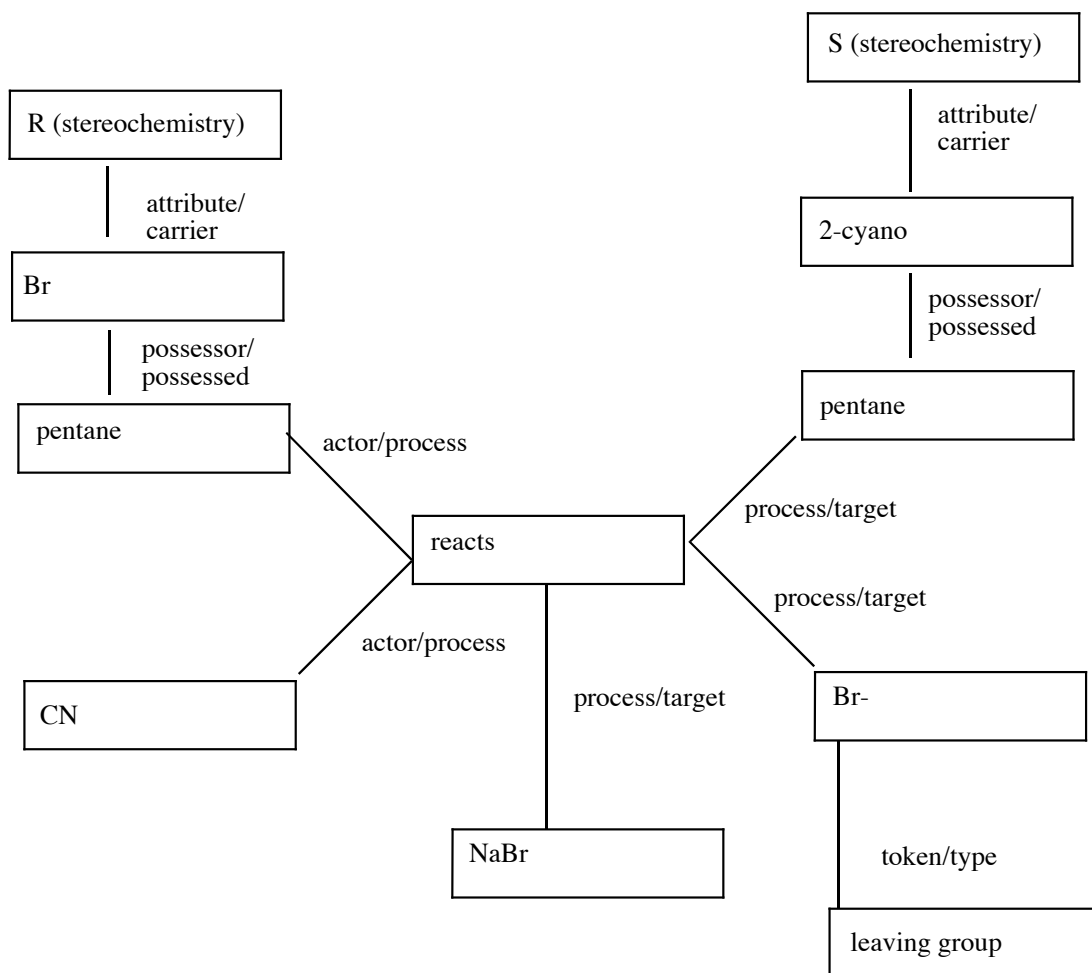 S (stereochemistry)
R (stereochemistry)
attribute/
carrier
attribute/
carrier
2-cyano
Br
possessor/
possessed
possessor/
possessed
pentane
pentane
actor/process
process/target
reacts
process/target
actor/process
process/target
Br-
CN
NaBr
token/type
leaving group